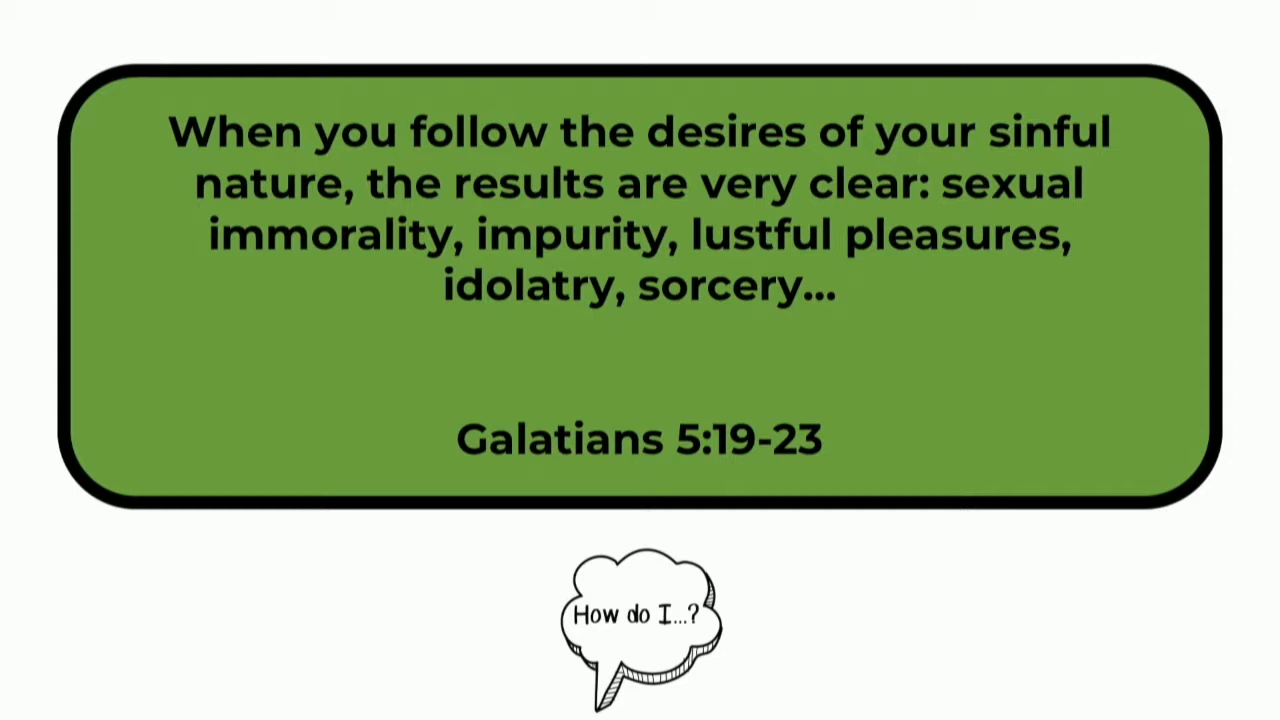 When you follow the desires of your sinful
nature, the results are very clear: sexual
immorality, impurity, lustful pleasures,
idolatry, sorcery...
Galatians 5:19-23
How do I...?